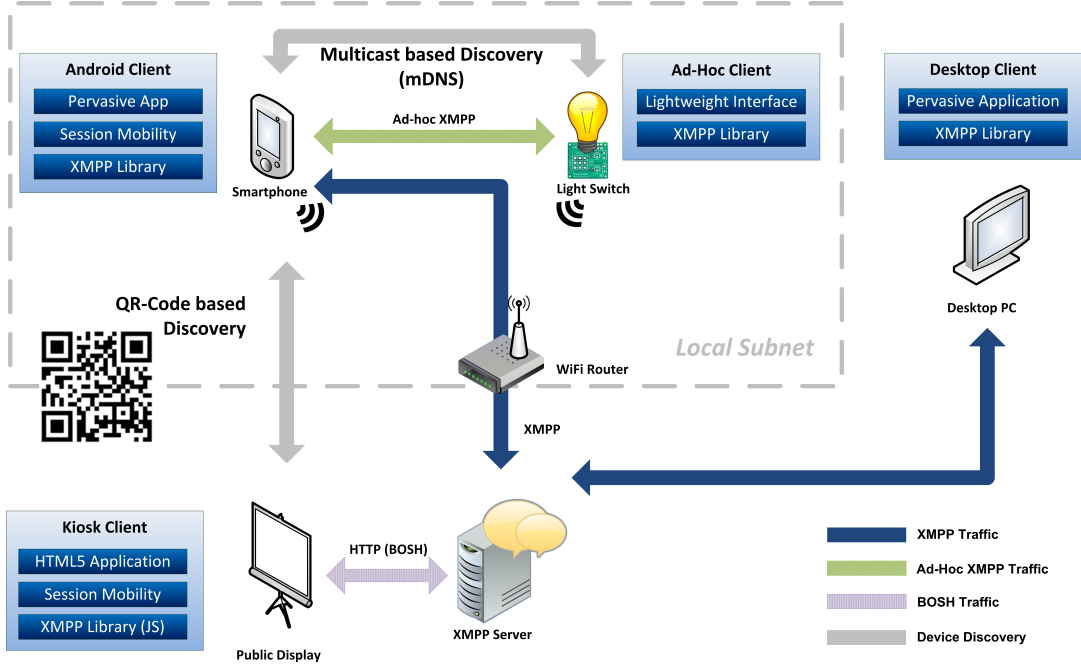 Multicast based Discovery
(mDNS)
Android Client
Pervasive App
Session Mobility
XMPP Library
Smartphone
Ad-hoc XMPP
Light Switch
Ad-Hoc Client
Lightweight Interface
XMPP Library
Desktop Client
Pervasive Application
XMPP Library
Desktop PC
QR-Code based
Discovery
Local Subnet
WiFi Router
XMPP
Kiosk Client
HTML5 Application
Session Mobility
XMPP Library (JS)
Public Display
HTTP (BOSH)
XMPP Server
XMPP Traffic
Ad-Hoc XMPP Traffic
BOSH Traffic
Device Discovery